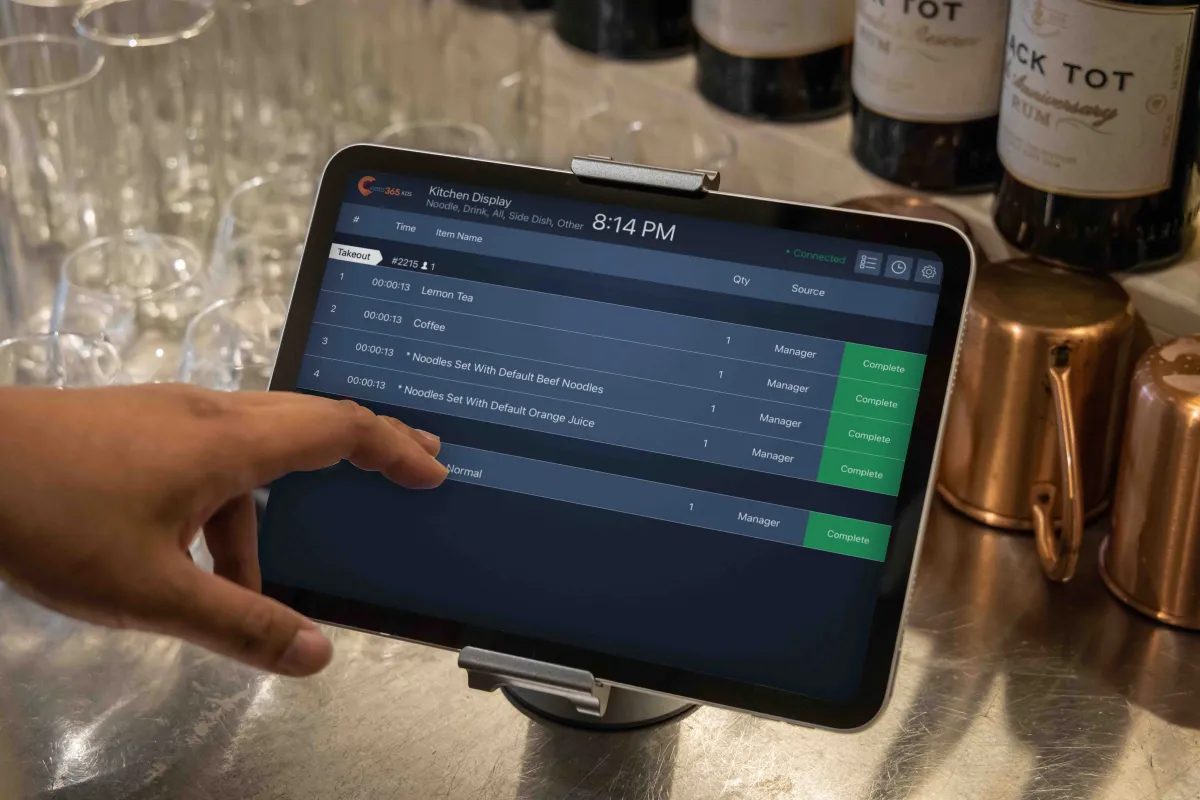 TOT
Reserve
RUM
ACK TOT
Anniversary
RUM
365 KDS
Kitchen Display
Noodle, Drink, All, Side Dish, Other
8:14 PM
• Connected
# Time Item Name Qty Source
Takeout #2215 1
1 00:00:13 Lemon Tea 1 Manager Complete
2 00:00:13 Coffee 1 Manager Complete
3 00:00:13 * Noodles Set With Default Beef Noodles 1 Manager Complete
4 00:00:13 * Noodles Set With Default Orange Juice 1 Manager Complete
Normal 1 Manager Complete